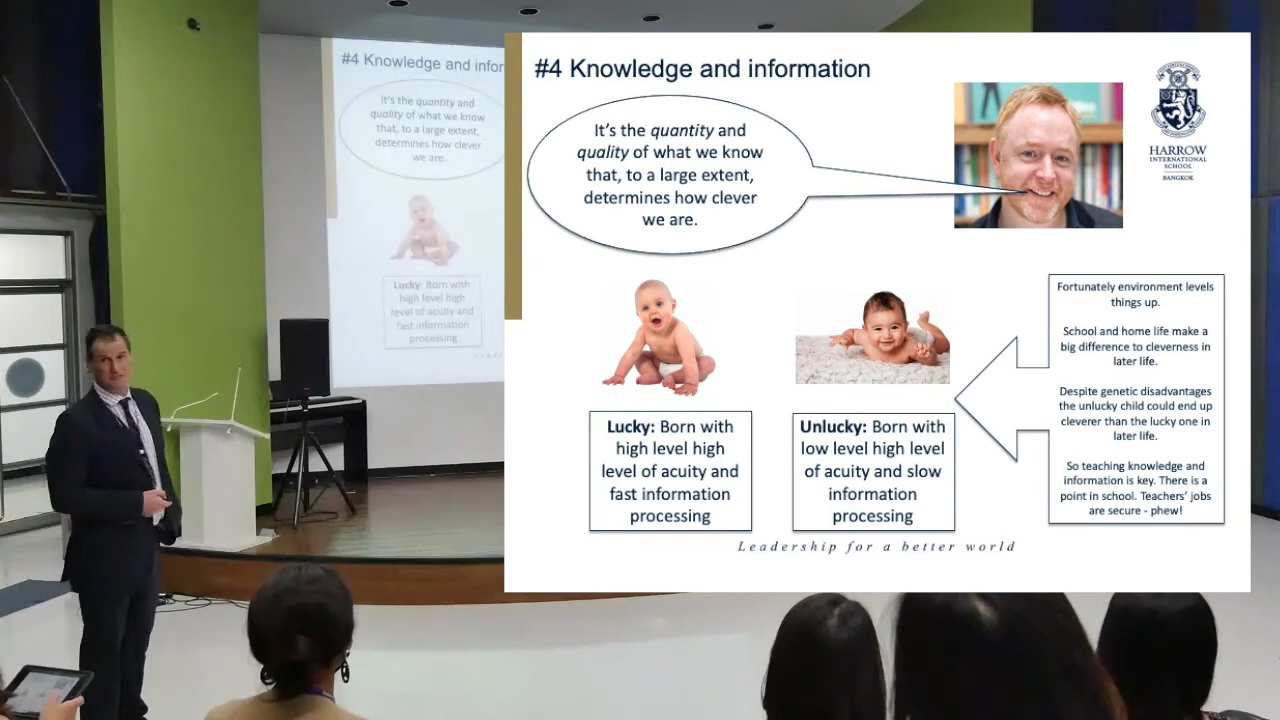 #4 Knowledge and infor
It's the quantity and
quality of what we know
that, to a large extent,
determines how clever
we are.
Lucky: Born with
high level high
level of acuity and
fast information
processing
#4 Knowledge and information
It's the quantity and
quality of what we know
that, to a large extent,
determines how clever
we are.
HARROW
INTERNATIONAL
SCHOOL
BANGKOK
Lucky: Born with
high level high
level of acuity and
fast information
processing
Unlucky: Born with
low level high level
of acuity and slow
information
processing
Fortunately environment levels
things up.
School and home life make a
big difference to cleverness in
later life.
Despite genetic disadvantages
the unlucky child could end up
cleverer than the lucky one in
later life.
So teaching knowledge and
information is key. There is a
point in school. Teachers' jobs
are secure - phew!
Leadership for a better world